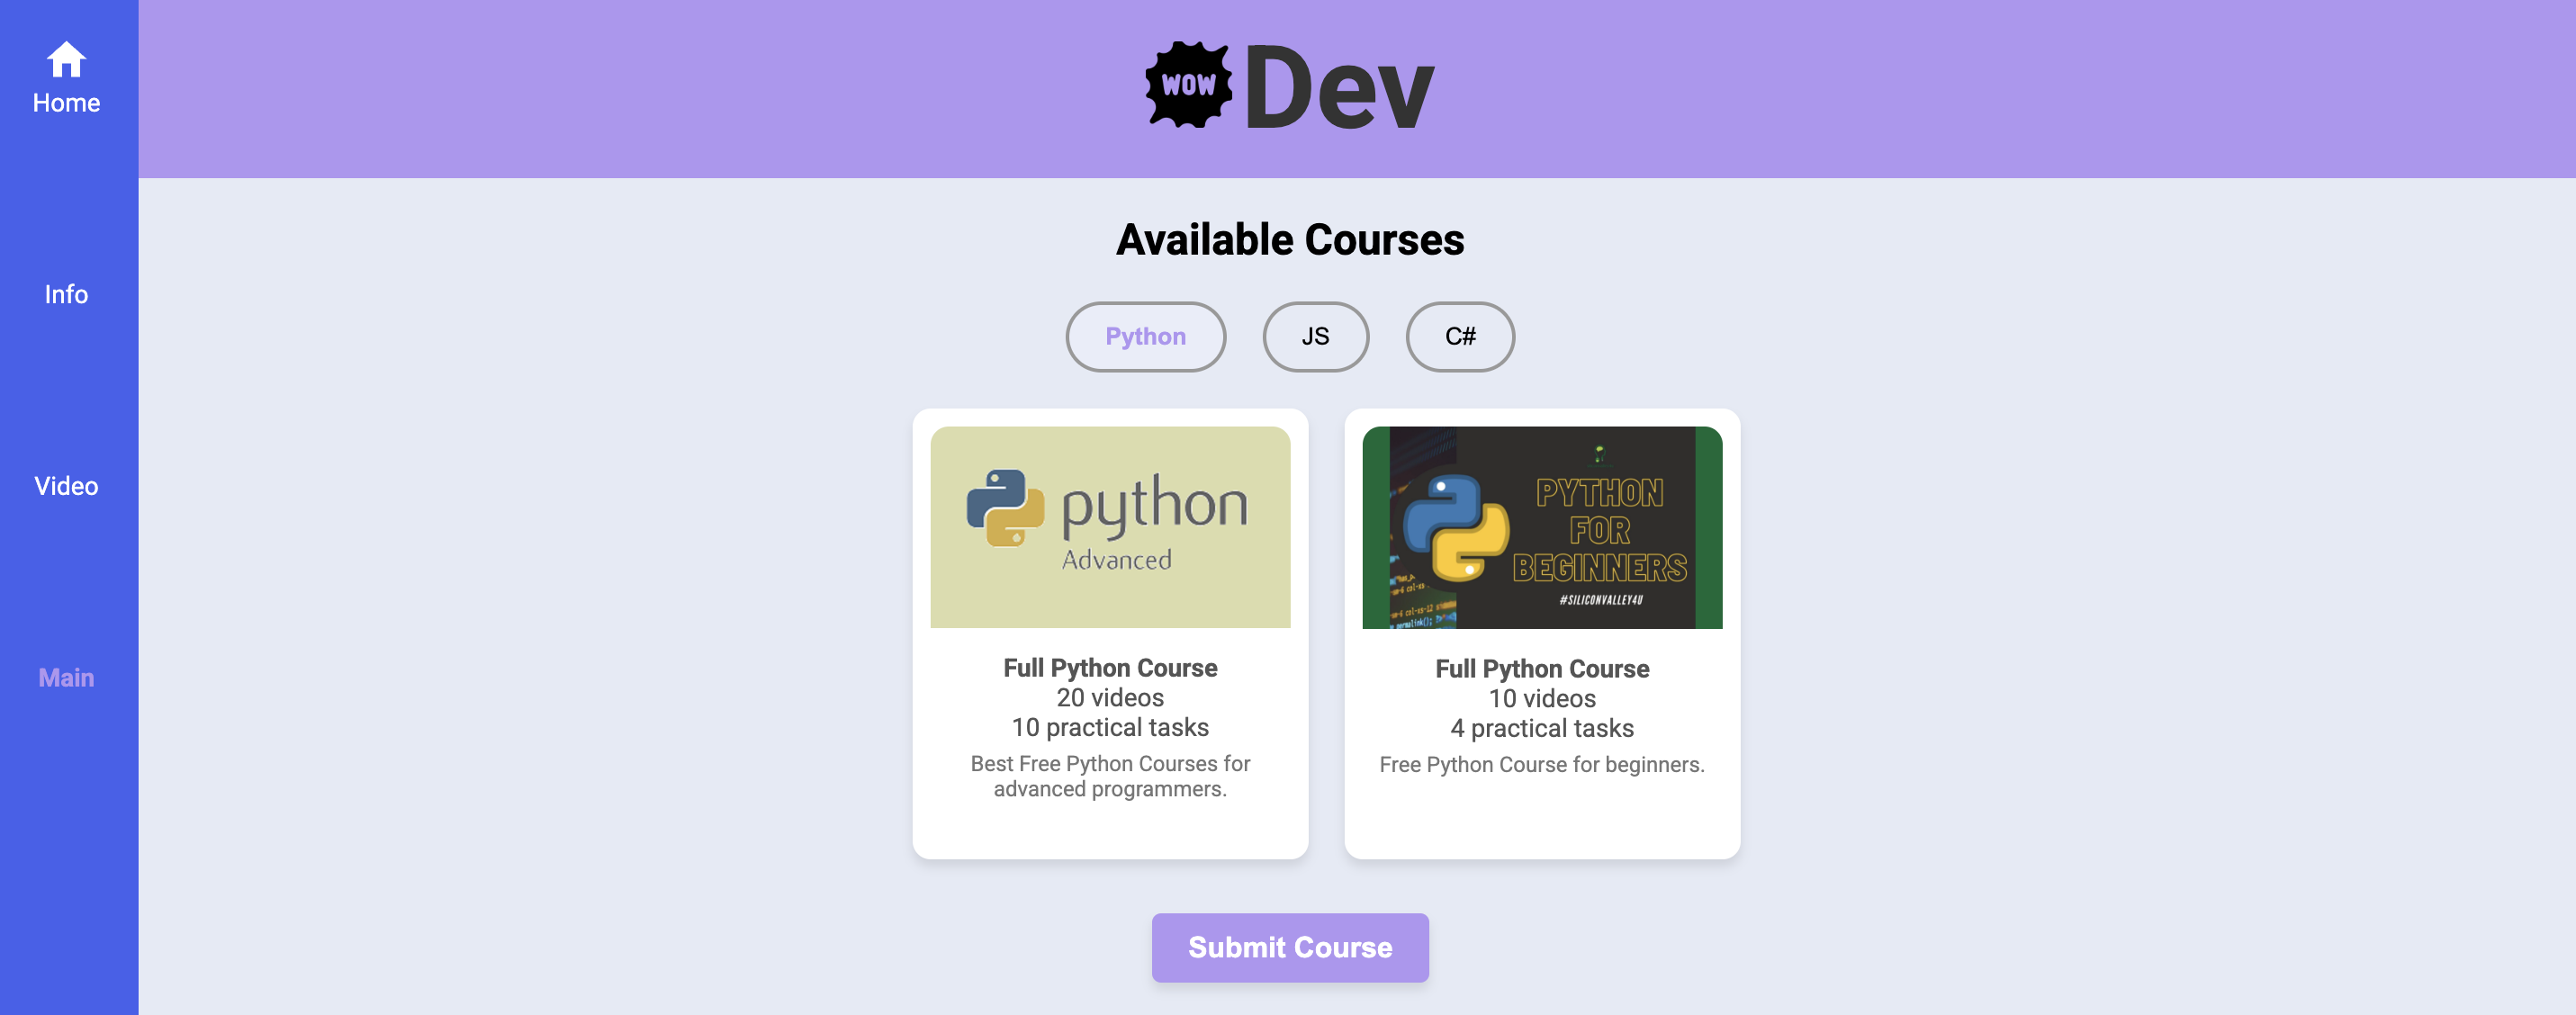 Home
Info
Video
Main
WOW Dev
Available Courses
Python
JS
C#
python
Advanced
Full Python Course
20 videos
10 practical tasks
Best Free Python Courses for
advanced programmers.
PYTHON
FOR
BEGINNERS
#SILICONVALLEY4U
Full Python Course
10 videos
4 practical tasks
Free Python Course for beginners.
Submit Course